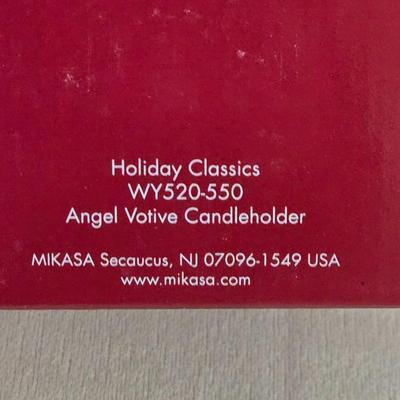 Holiday Classics
WY520-550
Angel Votive Candleholder
MIKASA Secaucus, NJ 07096-1549 USA
www.mikasa.com